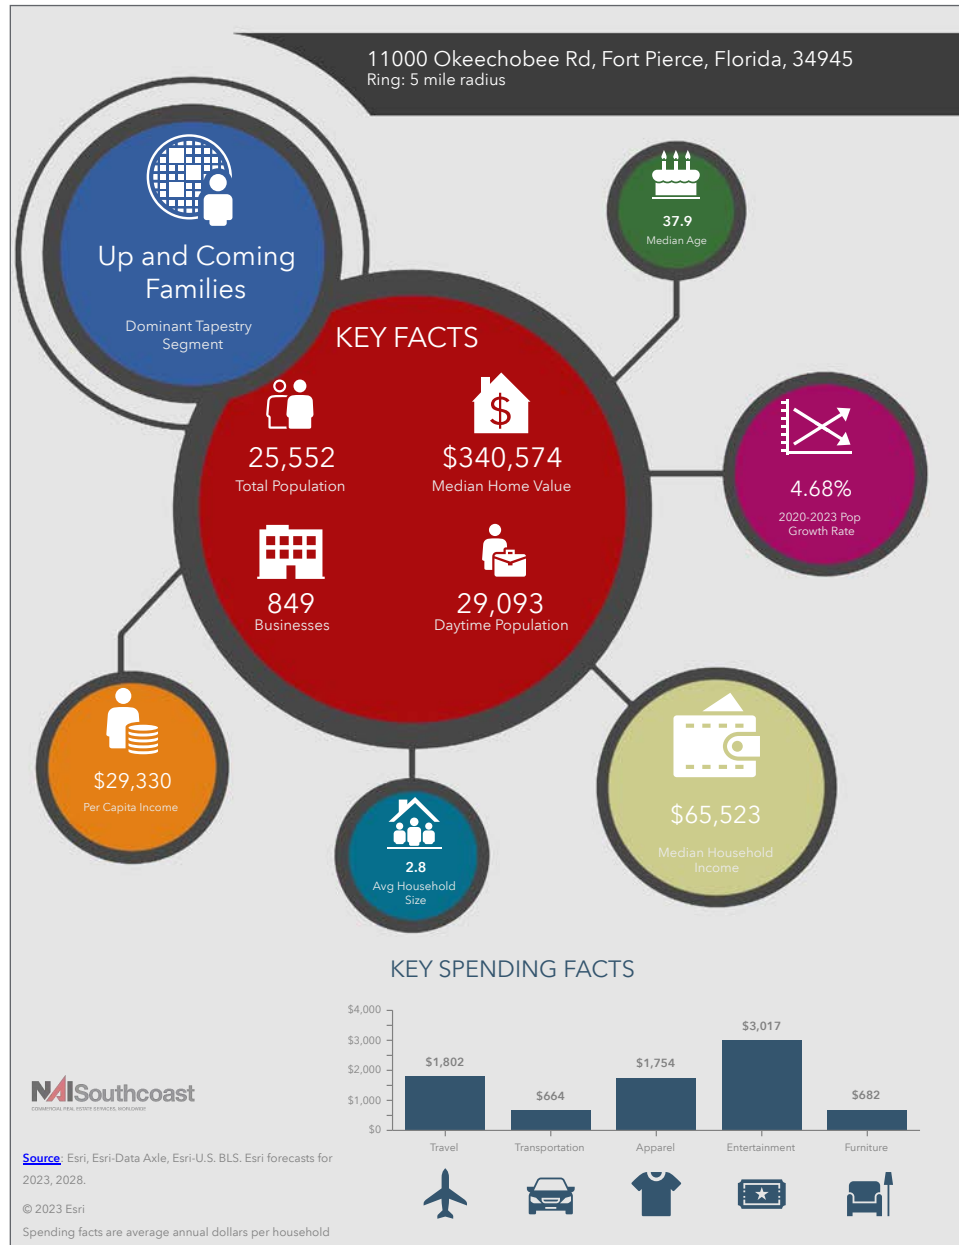 11000 Okeechobee Rd, Fort Pierce, Florida, 34945
Ring: 5 mile radius
Up and Coming
Families
Dominant Tapestry
Segment
37.9
Median Age
KEY FACTS
25,552
Total Population
$340,574
Median Home Value
849
Businesses
29,093
Daytime Population
4.68%
2020-2023 Pop
Growth Rate
$29,330
Per Capita Income
2.8
Avg Household
Size
$65,523
Median Household
Income
KEY SPENDING FACTS
$4,000
$3,000
$2,000
$1,000
$0
$1,802
$664
$1,754
$3,017
$682
Travel
Transportation
Apparel
Entertainment
Furniture
NAISouthcoast
COMMERCIAL REAL ESTATE SERVICES, WORLDWIDE
Source: Esri, Esri-Data Axle, Esri-U.S. BLS. Esri forecasts for
2023, 2028.
© 2023 Esri
Spending facts are average annual dollars per household